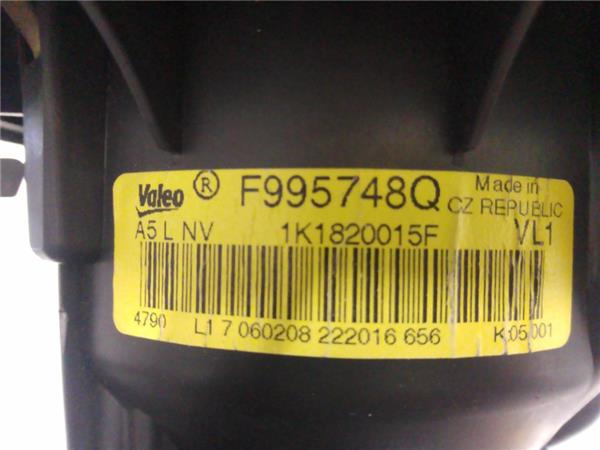 Valeo ® F995748Q Made in
CZ REPUBLIC
A5 L NV 1K1820015F VL1
4790 L1 7 060208 222016 656 K:05.001